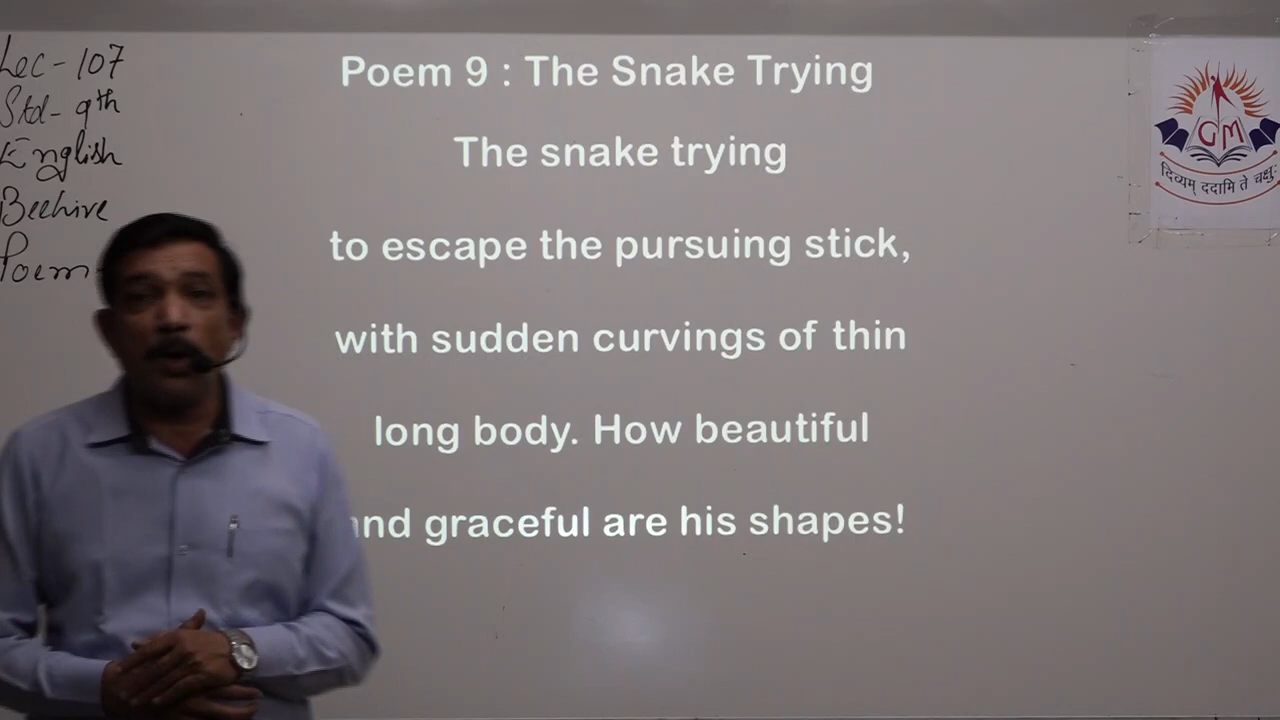 Lec - 107
Std - 9th
English
Beehive
Poem
Poem 9 : The Snake Trying
The snake trying
to escape the pursuing stick,
with sudden curvings of thin
long body. How beautiful
and graceful are his shapes!
GM
दिव्यम् ददामि ते चक्षुः